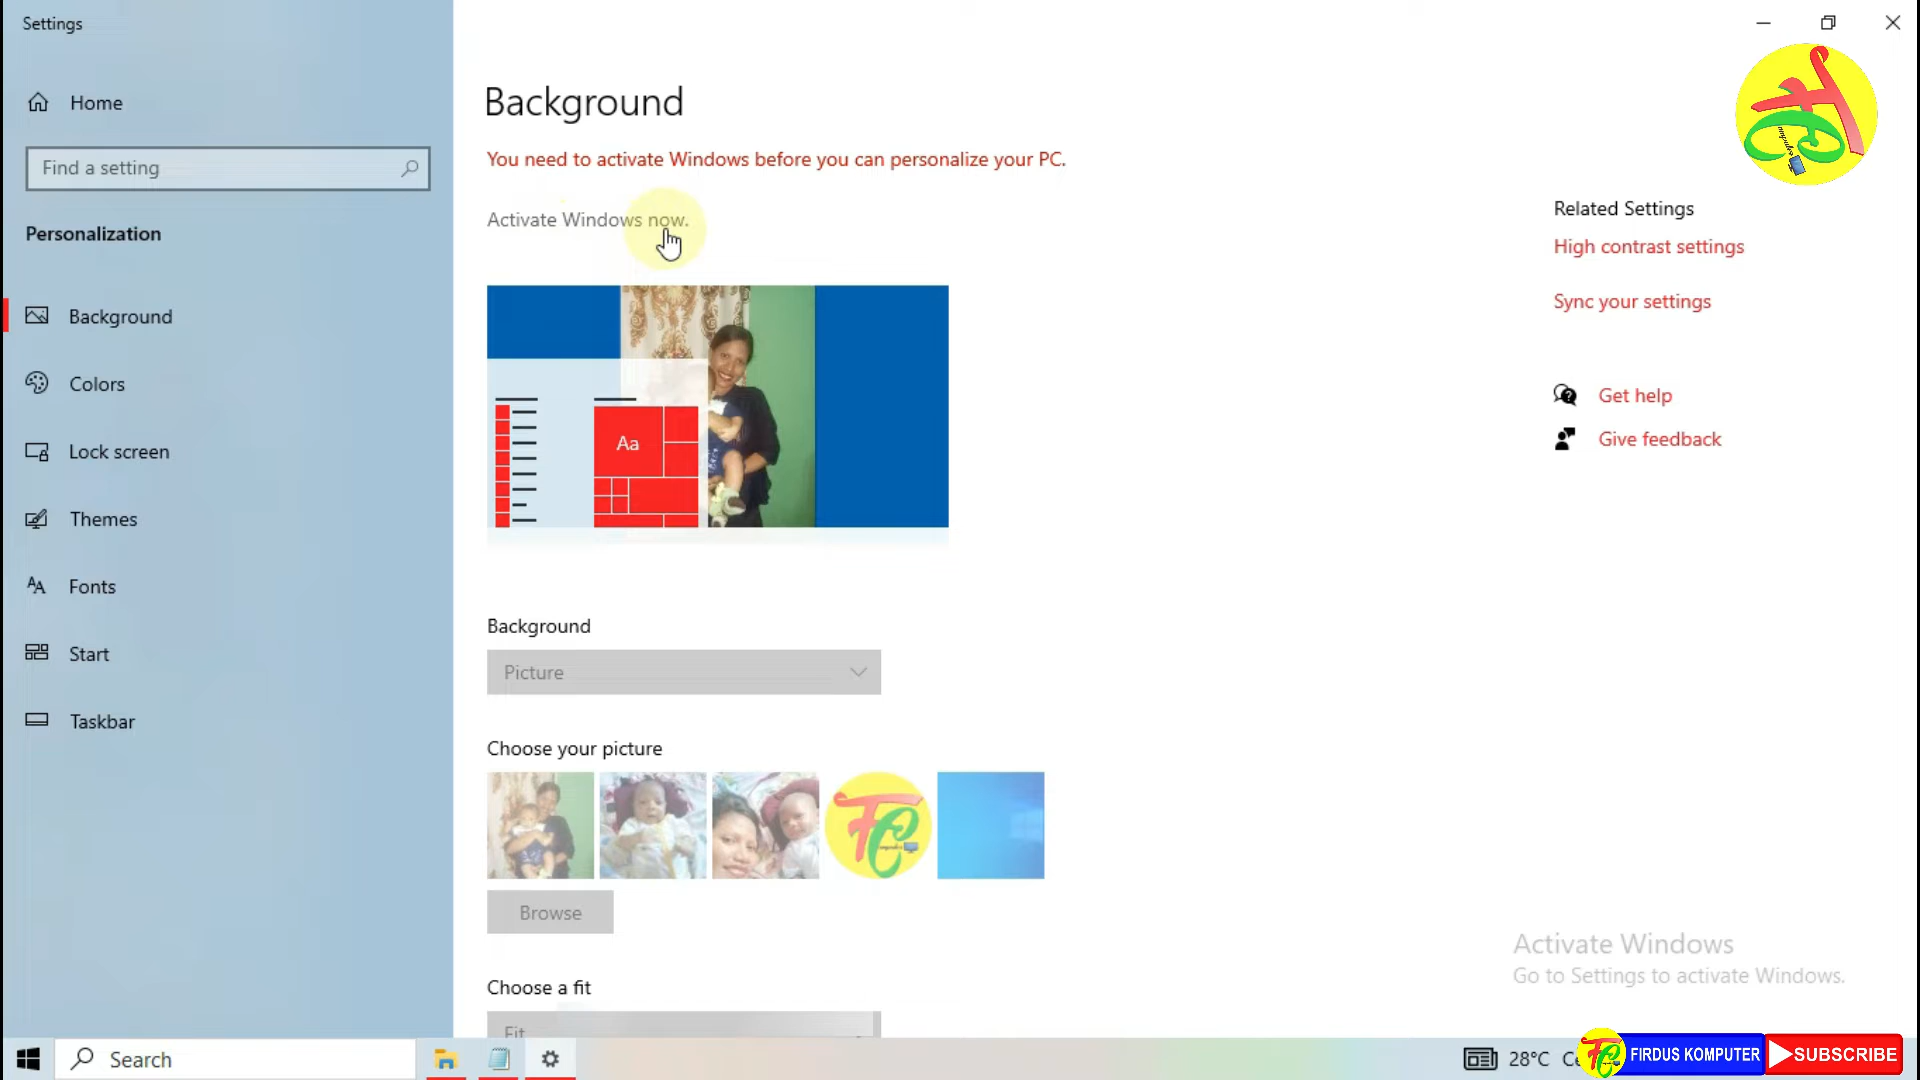 Settings
Home
Find a setting
Personalization
Background
Colors
Lock screen
Themes
Fonts
Start
Taskbar
Background
You need to activate Windows before you can personalize your PC.
Activate Windows now.
Aa
Background
Picture
Choose your picture
Browse
Choose a fit
Fit
Related Settings
High contrast settings
Sync your settings
Get help
Give feedback
Activate Windows
Go to Settings to activate Windows.
Search
28°C
FIRDUS KOMPUTER
SUBSCRIBE